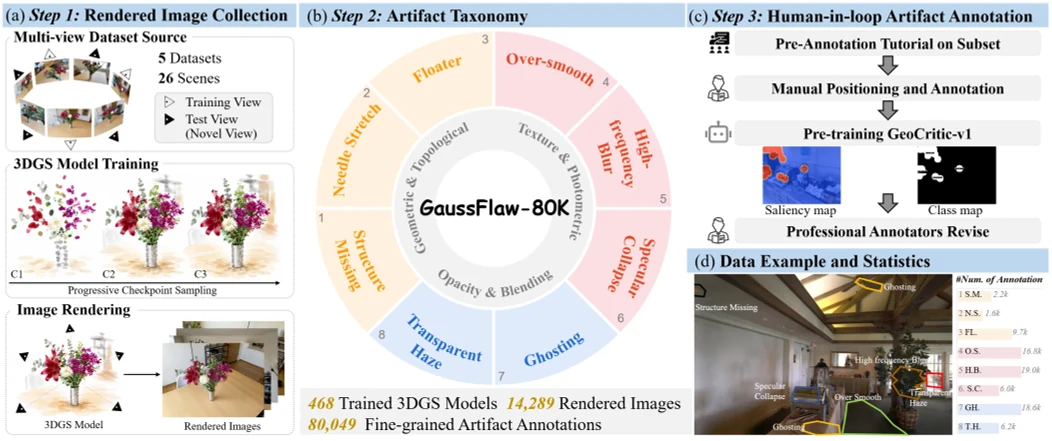 (a) Step 1: Rendered Image Collection
Multi-view Dataset Source
5 Datasets
26 Scenes
Training View
Test View
(Novel View)
3DGS Model Training
C1
C2
C3
Progressive Checkpoint Sampling
Image Rendering
3DGS Model
Rendered Images
(b) Step 2: Artifact Taxonomy
1
Structure
Missing
2
Needle Stretch
3
Floater
4
Over-smooth
5
High-
frequency
Blur
6
Specular
Collapse
7
Ghosting
8
Transparent
Haze
Geometric & Topological
Texture & Photometric
Opacity & Blending
GaussFlaw-80K
468 Trained 3DGS Models 14,289 Rendered Images
80,049 Fine-grained Artifact Annotations
(c) Step 3: Human-in-loop Artifact Annotation
Pre-Annotation Tutorial on Subset
Manual Positioning and Annotation
Pre-training GeoCritic-v1
Saliency map
Class map
Professional Annotators Revise
(d) Data Example and Statistics
Structure Missing
Ghosting
High frequency Blur
Specular
Collapse
Over Smooth
Transparent
Haze
Ghosting
#Num. of Annotation
1 S.M. 2.2k
2 N.S. 1.6k
3 FL. 9.7k
4 O.S. 16.8k
5 H.B. 19.0k
6 S.C. 6.0k
7 GH. 18.6k
8 T.H. 6.2k